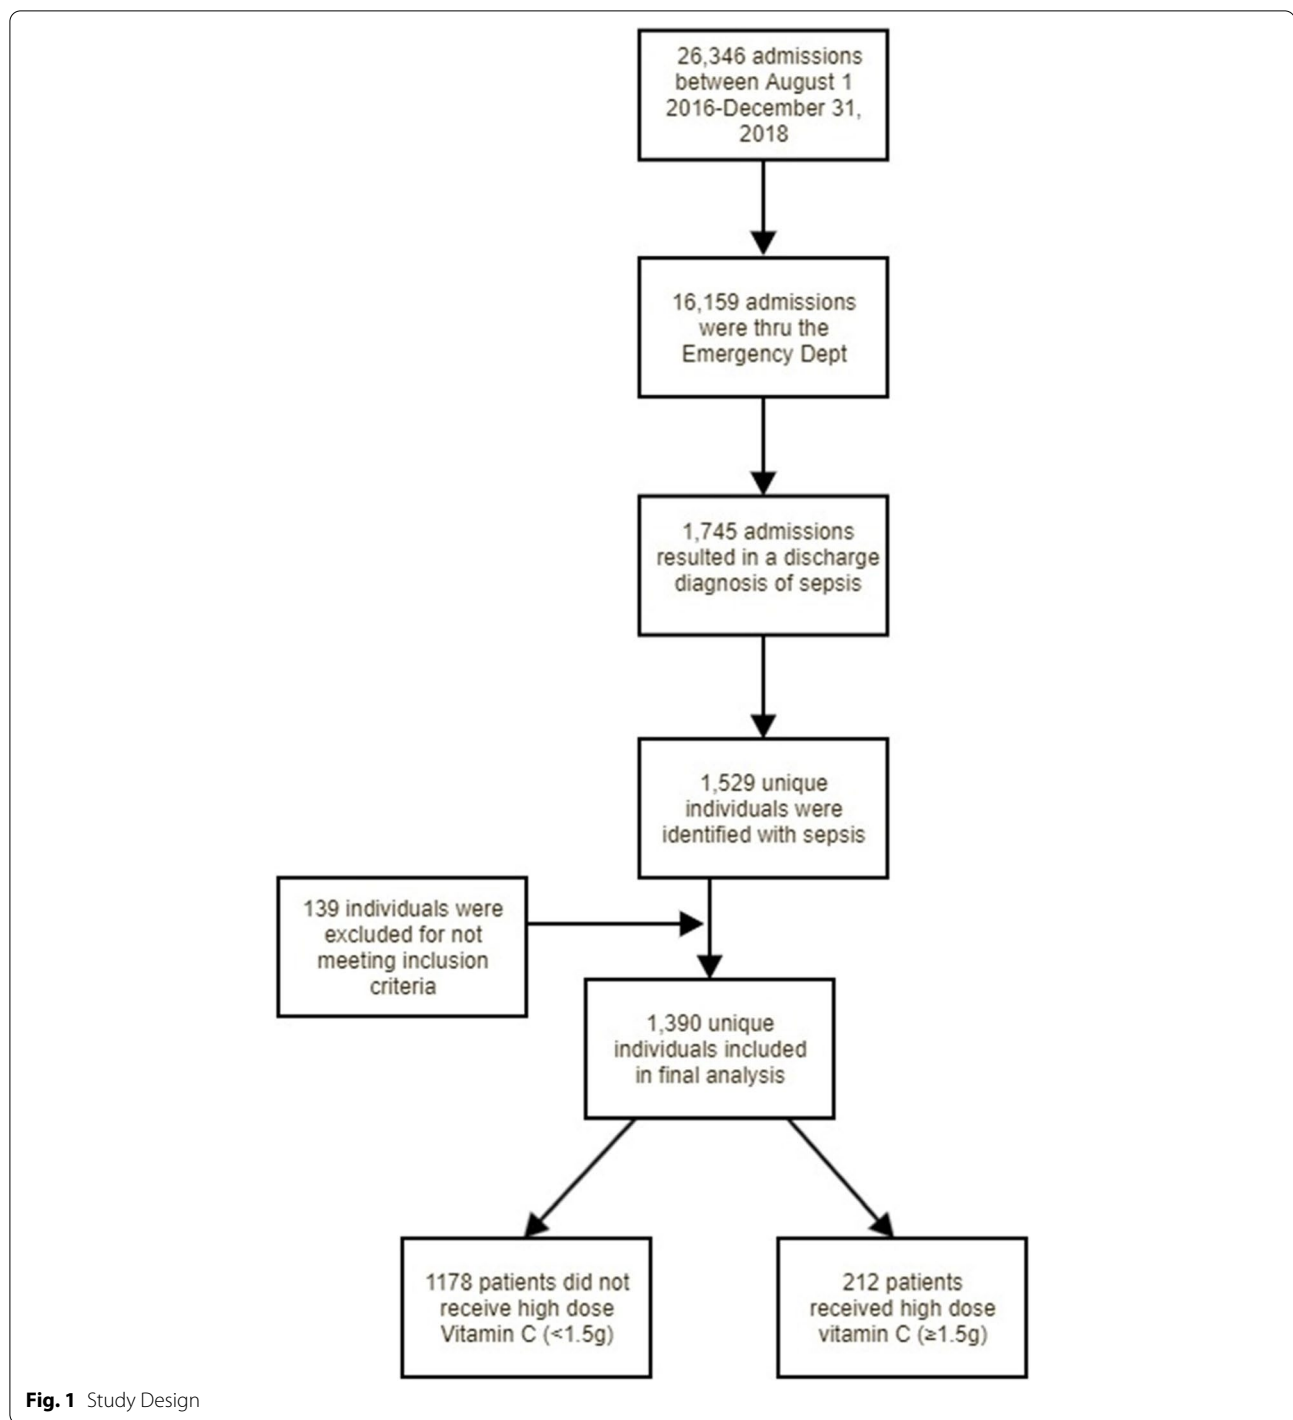 26,346 admissions
between August 1
2016-December 31,
2018
16,159 admissions
were thru the
Emergency Dept
1,745 admissions
resulted in a discharge
diagnosis of sepsis
1,529 unique
individuals were
identified with sepsis
139 individuals were
excluded for not
meeting inclusion
criteria
1,390 unique
individuals included
in final analysis
1178 patients did not
receive high dose
Vitamin C (<1.5g)
212 patients
received high dose
vitamin C (≥1.5g)
Fig. 1 Study Design